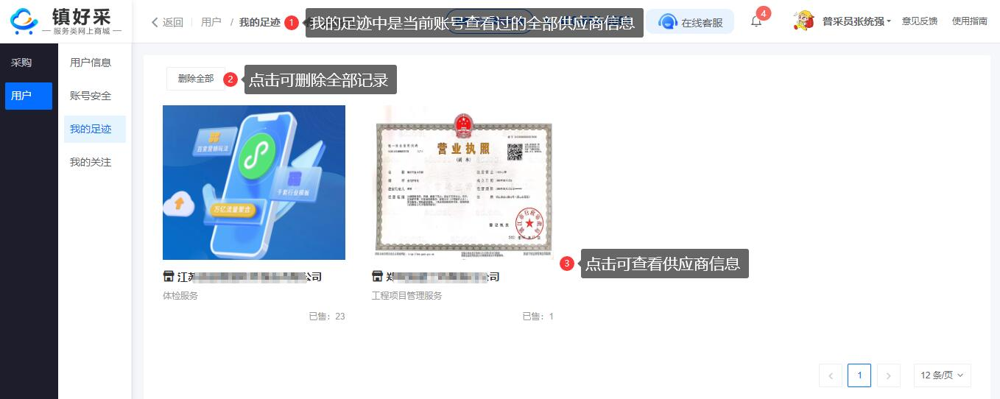 镇好采
服务类网上商城
返回
用户 / 我的足迹
1
我的足迹中是当前账号查看过的全部供应商信息
在线客服
4
普采员张统强
意见反馈
使用指南
采购
用户
用户信息
账号安全
我的足迹
我的关注
删除全部
2
点击可删除全部记录
百变营销玩法
千套行业模板
万亿流量聚合
营业执照
(副本)
登记机关
3
点击可查看供应商信息
江苏
公司
体检服务
已售：23
郑
公司
工程项目管理服务
已售：1
1
12 条/页